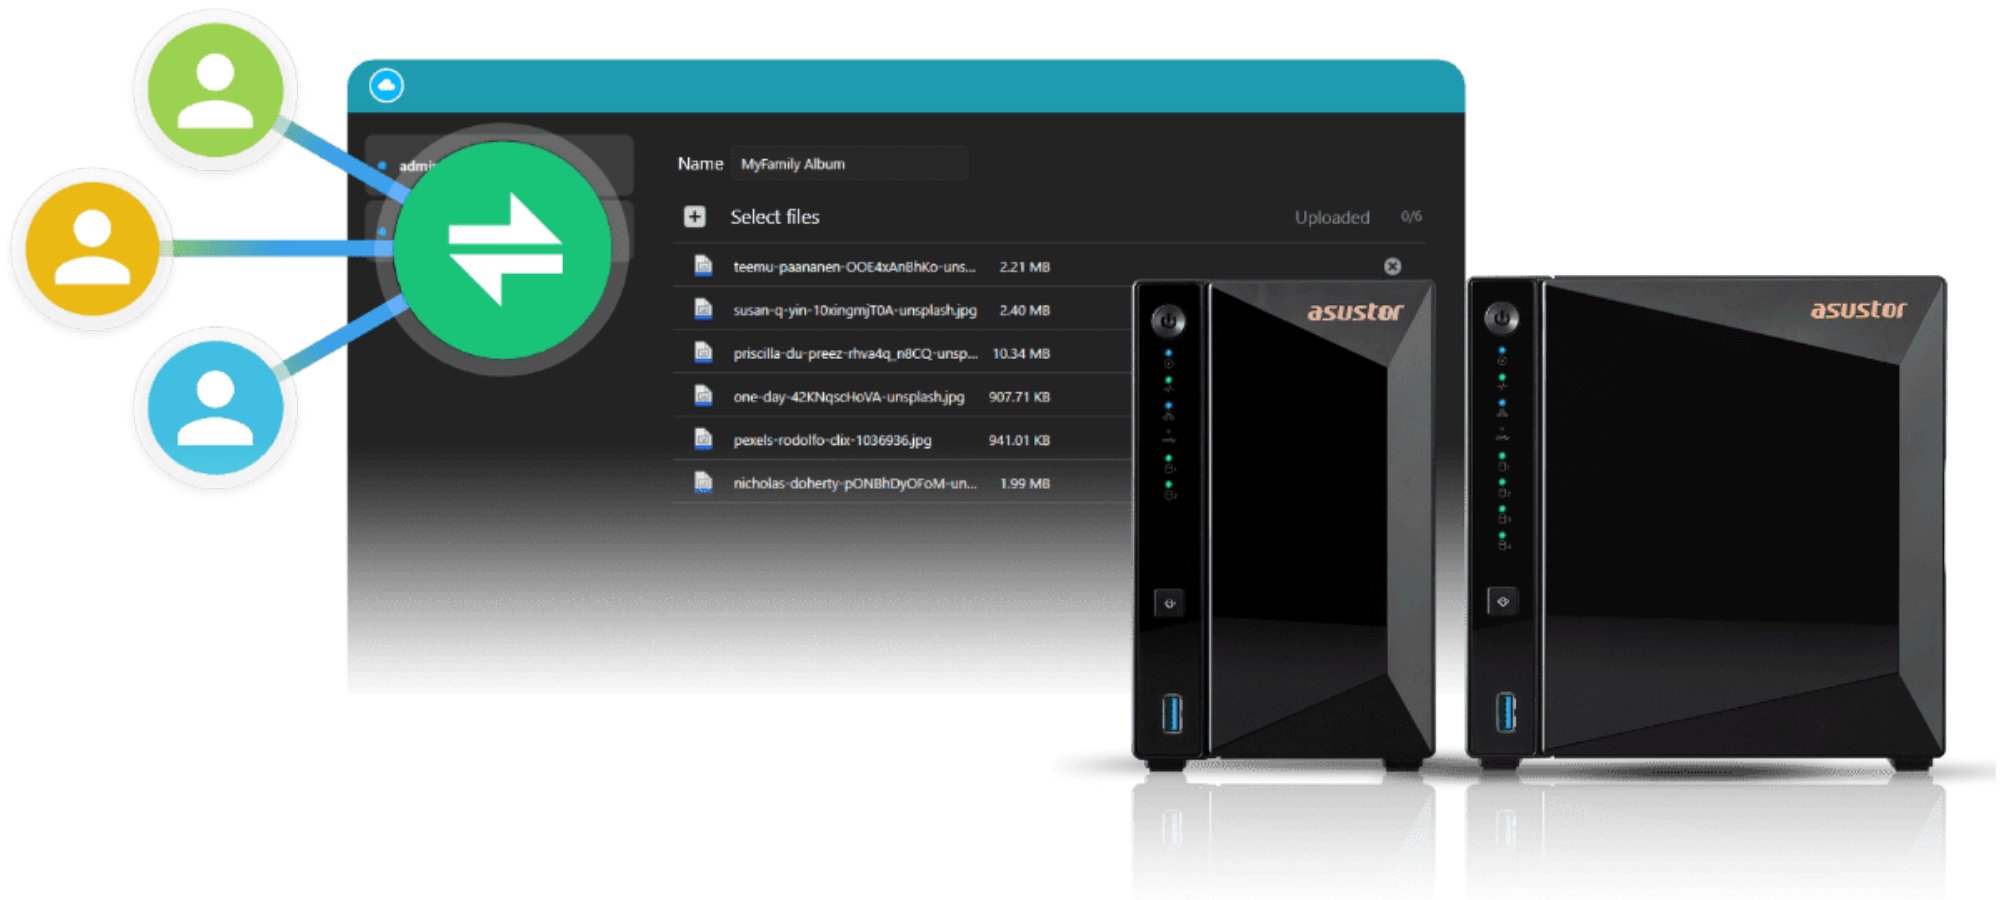 Name MyFamily Album
Select files Uploaded 0/6
teemu-paananen-OOE4xAnBhKo-uns... 2.21 MB
susan-q-yin-10xingmjT0A-unsplash.jpg 2.40 MB
priscilla-du-preez-rhva4q_n8CQ-unsp... 10.34 MB
one-day-42KNqscHoVA-unsplash.jpg 907.71 KB
pexels-rodolfo-clix-1036936.jpg 941.01 KB
nicholas-doherty-pONBhDyOFoM-un... 1.99 MB
asustor
asustor